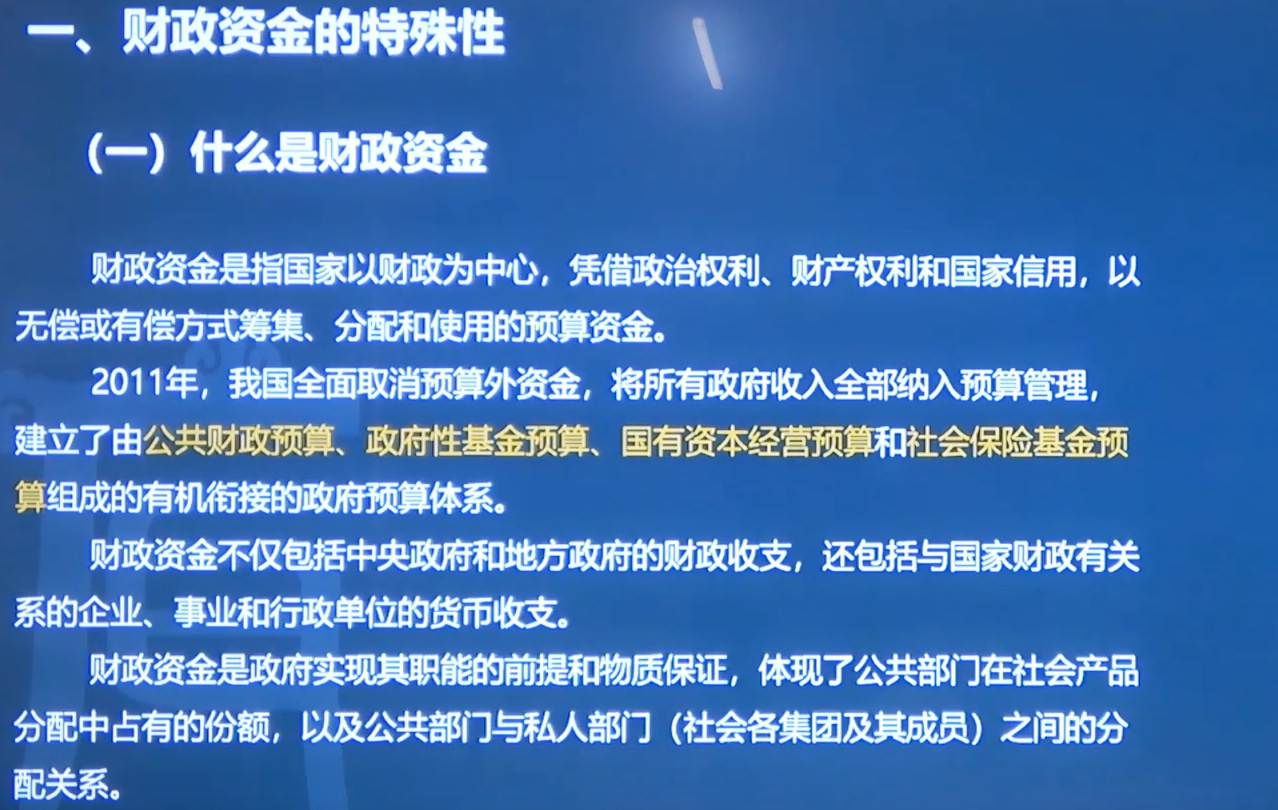 一、财政资金的特殊性
（一）什么是财政资金
财政资金是指国家以财政为中心，凭借政治权利、财产权利和国家信用，以
无偿或有偿方式筹集、分配和使用的预算资金。
2011年，我国全面取消预算外资金，将所有政府收入全部纳入预算管理，
建立了由公共财政预算、政府性基金预算、国有资本经营预算和社会保险基金预
算组成的有机衔接的政府预算体系。
财政资金不仅包括中央政府和地方政府的财政收支，还包括与国家财政有关
系的企业、事业和行政单位的货币收支。
财政资金是政府实现其职能的前提和物质保证，体现了公共部门在社会产品
分配中占有的份额，以及公共部门与私人部门（社会各集团及其成员）之间的分
配关系。